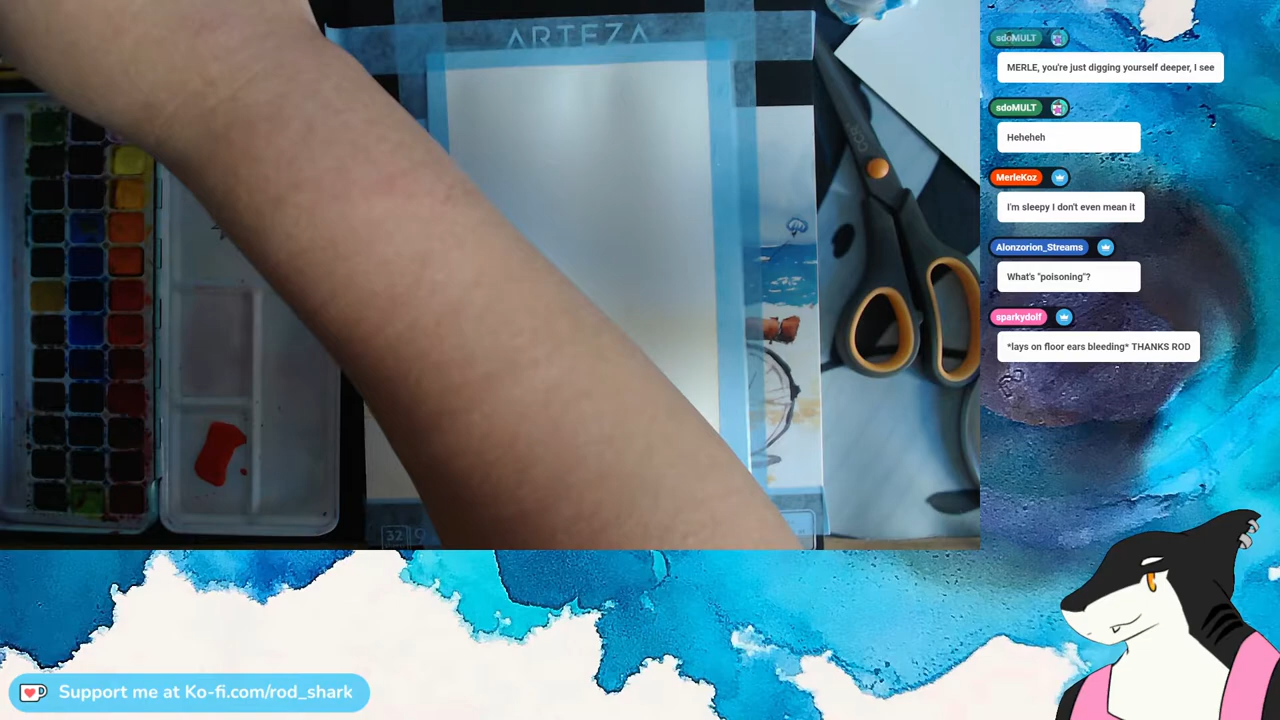 ARTEZA
32
sdoMULT
MERLE, you're just digging yourself deeper, I see
sdoMULT
Heheheh
MerleKoz
I'm sleepy I don't even mean it
Alonzorion_Streams
What's "poisoning"?
sparkydolf
*lays on floor ears bleeding* THANKS ROD
Support me at Ko-fi.com/rod_shark